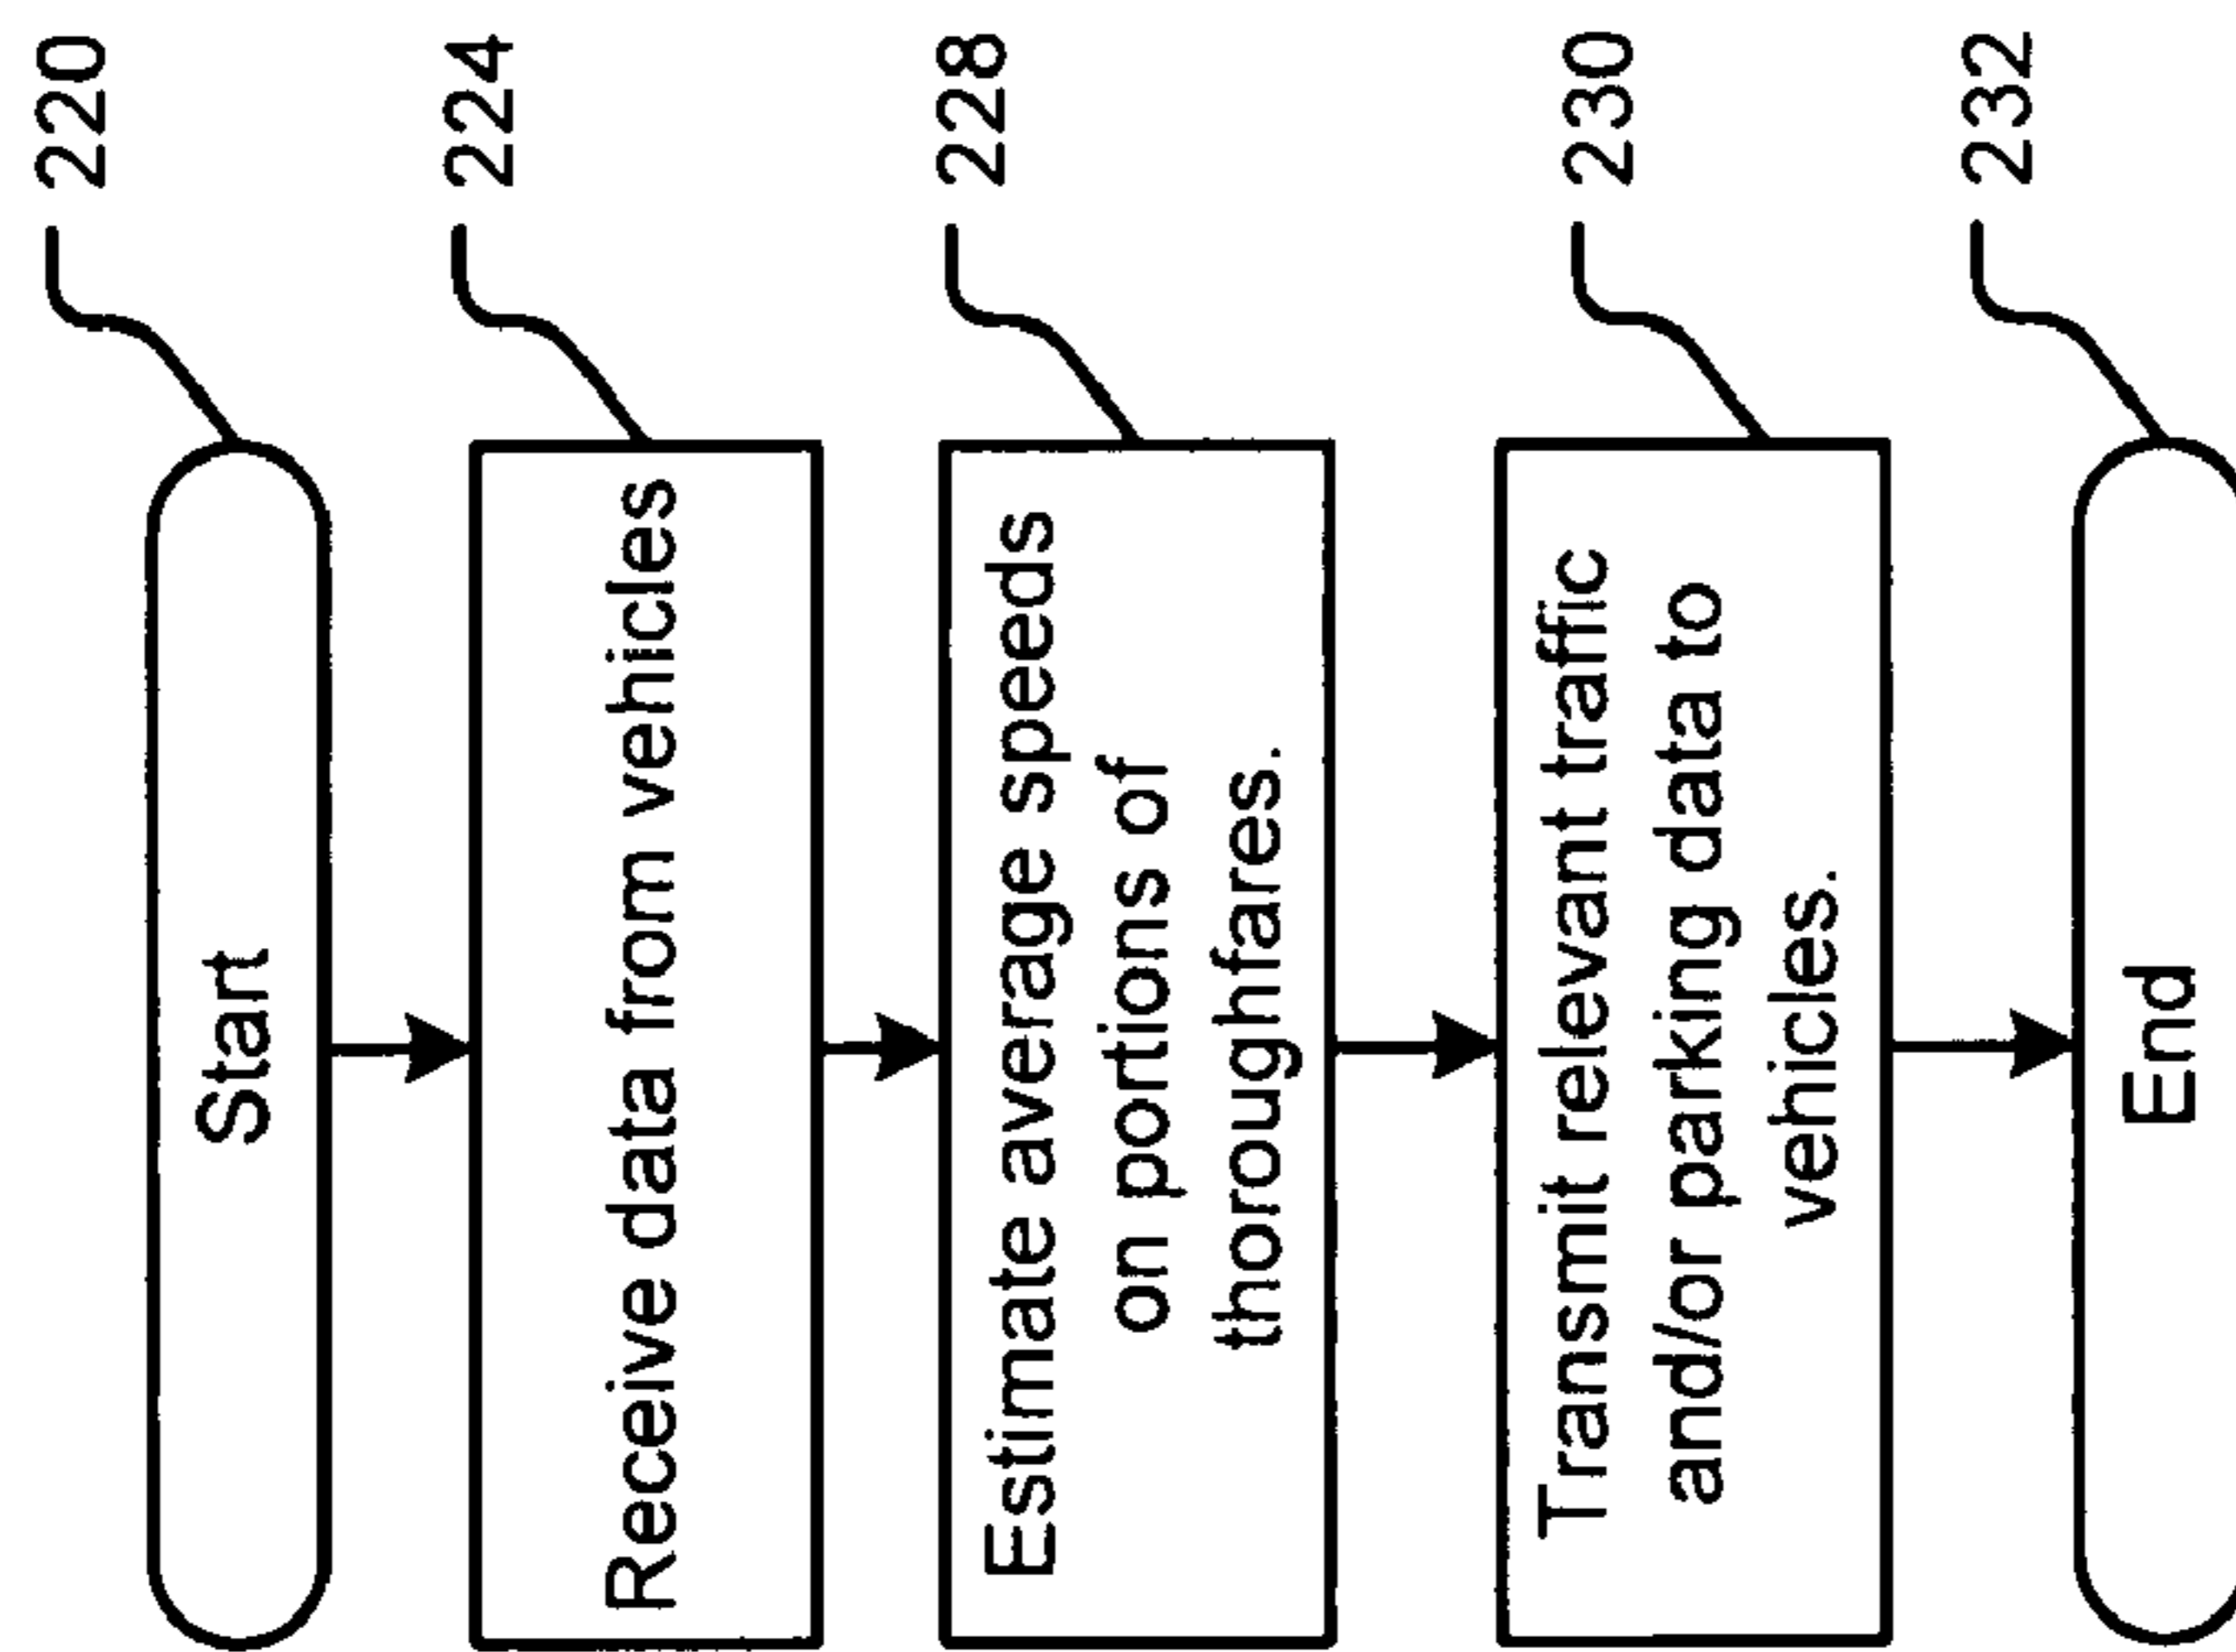 Start
220
Receive data from vehicles
224
Estimate average speeds
on portions of
thoroughfares.
228
Transmit relevant traffic
and/or parking data to
vehicles.
230
End
232